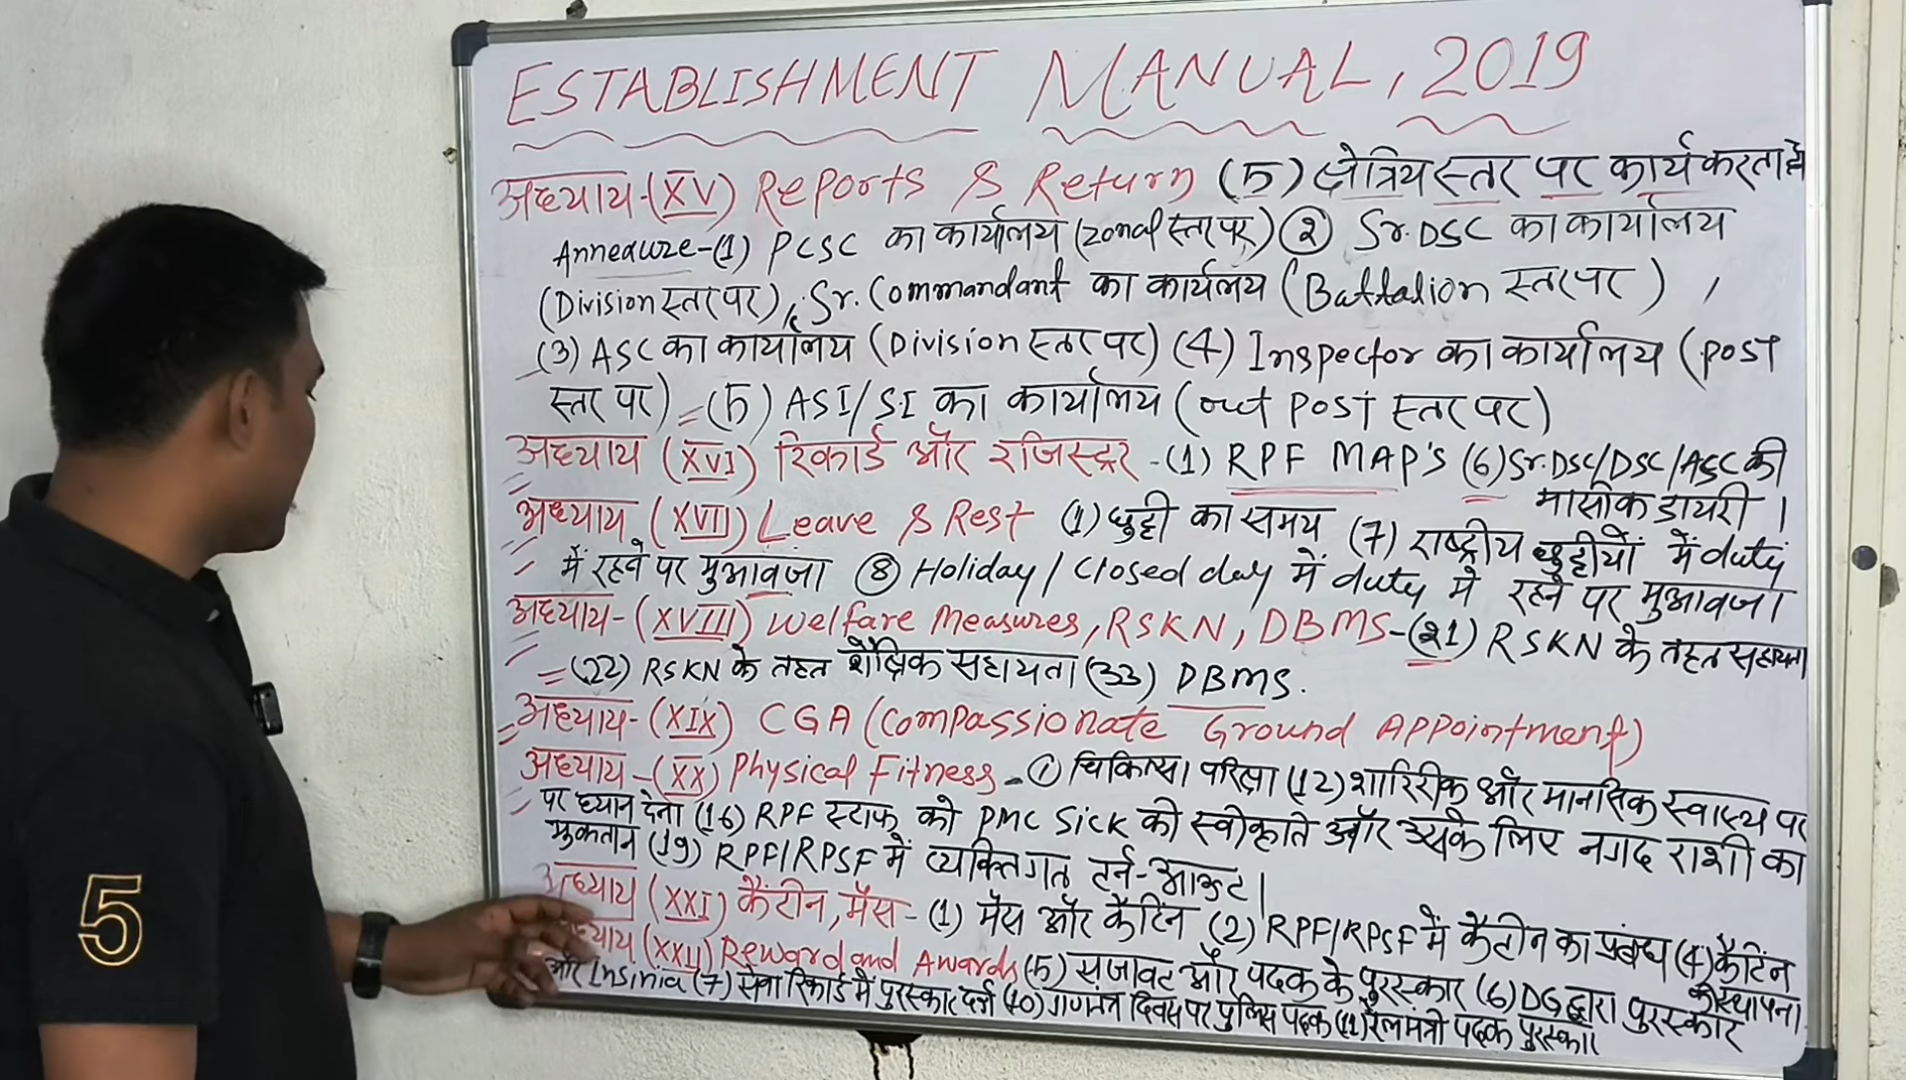 ESTABLISHMENT MANUAL, 2019
अध्याय-(XV) Reports & Return (5) क्षेत्रिय स्तर पर कार्य करता है
Annexure-(1) PCSC का कार्यालय (zonal स्तर पर) (2) Sr.DSC का कार्यालय
(Division स्तर पर), Sr. Commandant का कार्यलय (Battalion स्तर पर) ,
(3) ASC का कार्यालय (Division स्तर पर) (4) Inspector का कार्यालय (post
स्तर पर) (5) ASI/SI का कार्यालय (out post स्तर पर)
अध्याय (XVI) रिकार्ड और रजिस्ट्रर -(1) RPF MAP'S (6) Sr.DSC/DSC/ASC की
मासीक डायरी ।
अध्याय (XVII) Leave & Rest (1) छुट्टी का समय (7) राष्ट्रीय छुट्टीयों में duty
में रहने पर मुआवजा (8) Holiday/closed day में duty में रहने पर मुआवजा
अध्याय-(XVIII) Welfare Measures, RSKN, DBMS-(21) RSKN के तहत सहायता
(22) RSKN के तहत शैक्षिक सहायता (33) DBMS.
अध्याय-(XIX) CGA (Compassionate Ground Appointment)
अध्याय-(XX) Physical Fitness - (1) चिकित्सा परिक्षा (12) शारिरीक और मानसिक स्वास्थ्य पर
पर ध्यान देना (16) RPF स्टाफ को PMC Sick की स्वीकृति और उसके लिए नगद राशी का
भुकतान (19) RPF/RPSF में व्यक्तिगत टर्न-आऊट।
अध्याय (XXI) कैंटीन, मैस - (1) मैस और कैंटिन (2) RPF/RPSF में कैंटीन का प्रबंध (4) कैंटिन
की स्थापना
ध्याय (XXII) Reward and Awards (5) सजावट और पदक के पुरस्कार (6) DG द्वारा पुरस्कार
और Insinia (7) सेवा रिकार्ड में पुरस्कार दर्ज (10) गणतंत्र दिवस पर पुलिस पदक (11) रेलमंत्री पदक पुरस्कार
5